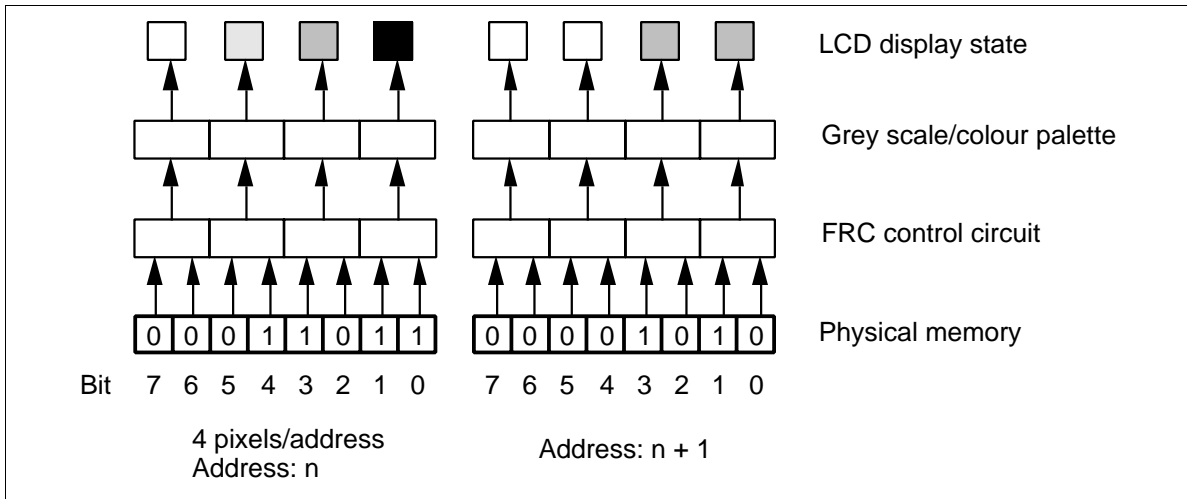 LCD display state
Grey scale/colour palette
FRC control circuit
0 0 0 1 1 0 1 1 0 0 0 0 1 0 1 0 Physical memory
Bit 7 6 5 4 3 2 1 0 7 6 5 4 3 2 1 0
4 pixels/address
Address: n
Address: n + 1